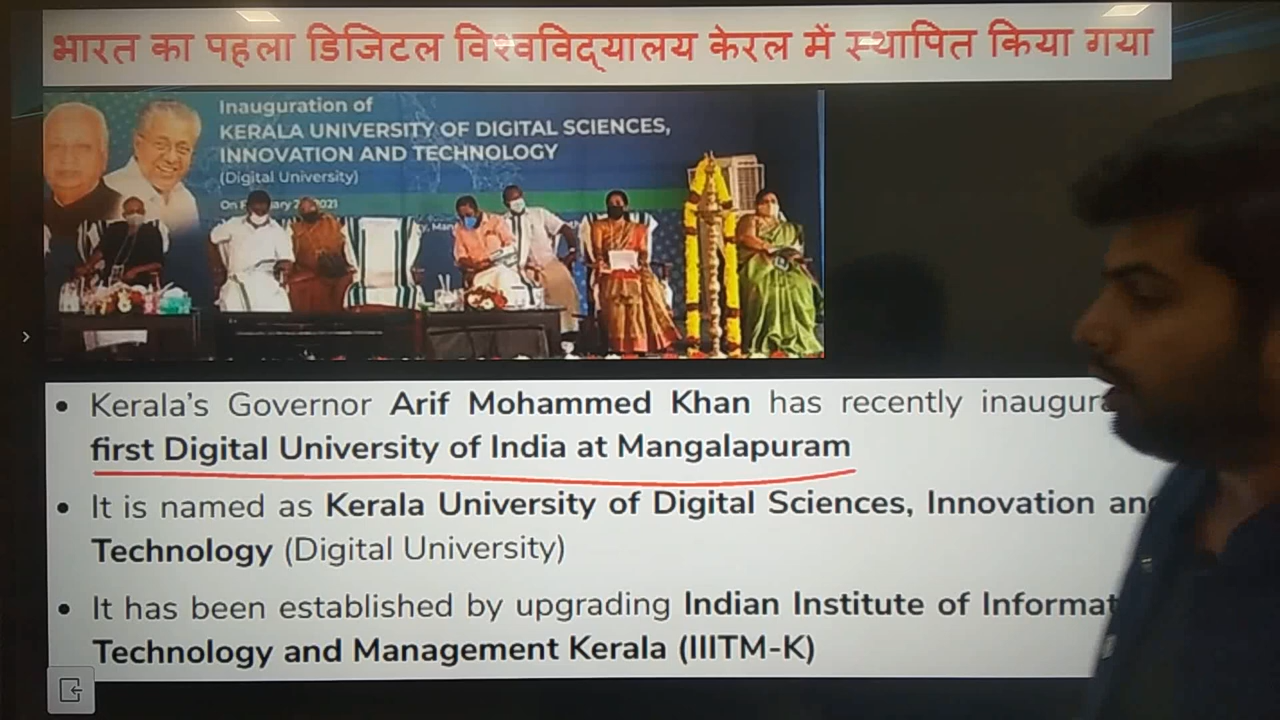 भारत का पहला डिजिटल विश्वविद्यालय केरल में स्थापित किया गया
Inauguration of
KERALA UNIVERSITY OF DIGITAL SCIENCES,
INNOVATION AND TECHNOLOGY
(Digital University)
On 2021
• Kerala's Governor Arif Mohammed Khan has recently
first Digital University of India at Mangalapuram
• It is named as Kerala University of Digital Sciences, Innovation and
Technology (Digital University)
• It has been established by upgrading Indian Institute of
Technology and Management Kerala (IIITM-K)